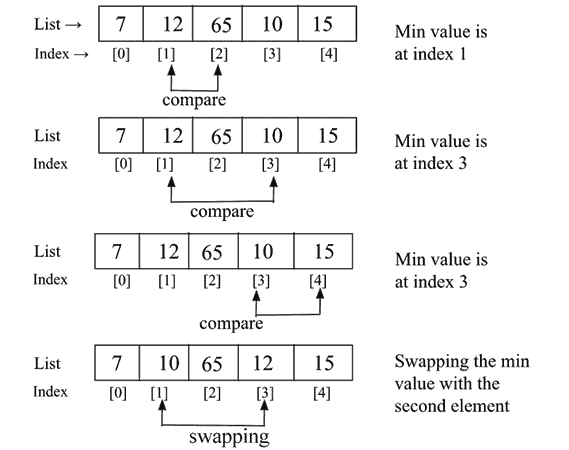 List → 7 12 65 10 15
Index → [0] [1] [2] [3] [4]
compare
Min value is
at index 1
List 7 12 65 10 15
Index [0] [1] [2] [3] [4]
compare
Min value is
at index 3
List 7 12 65 10 15
Index [0] [1] [2] [3] [4]
compare
Min value is
at index 3
List 7 10 65 12 15
Index [0] [1] [2] [3] [4]
swapping
Swapping the min
value with the
second element